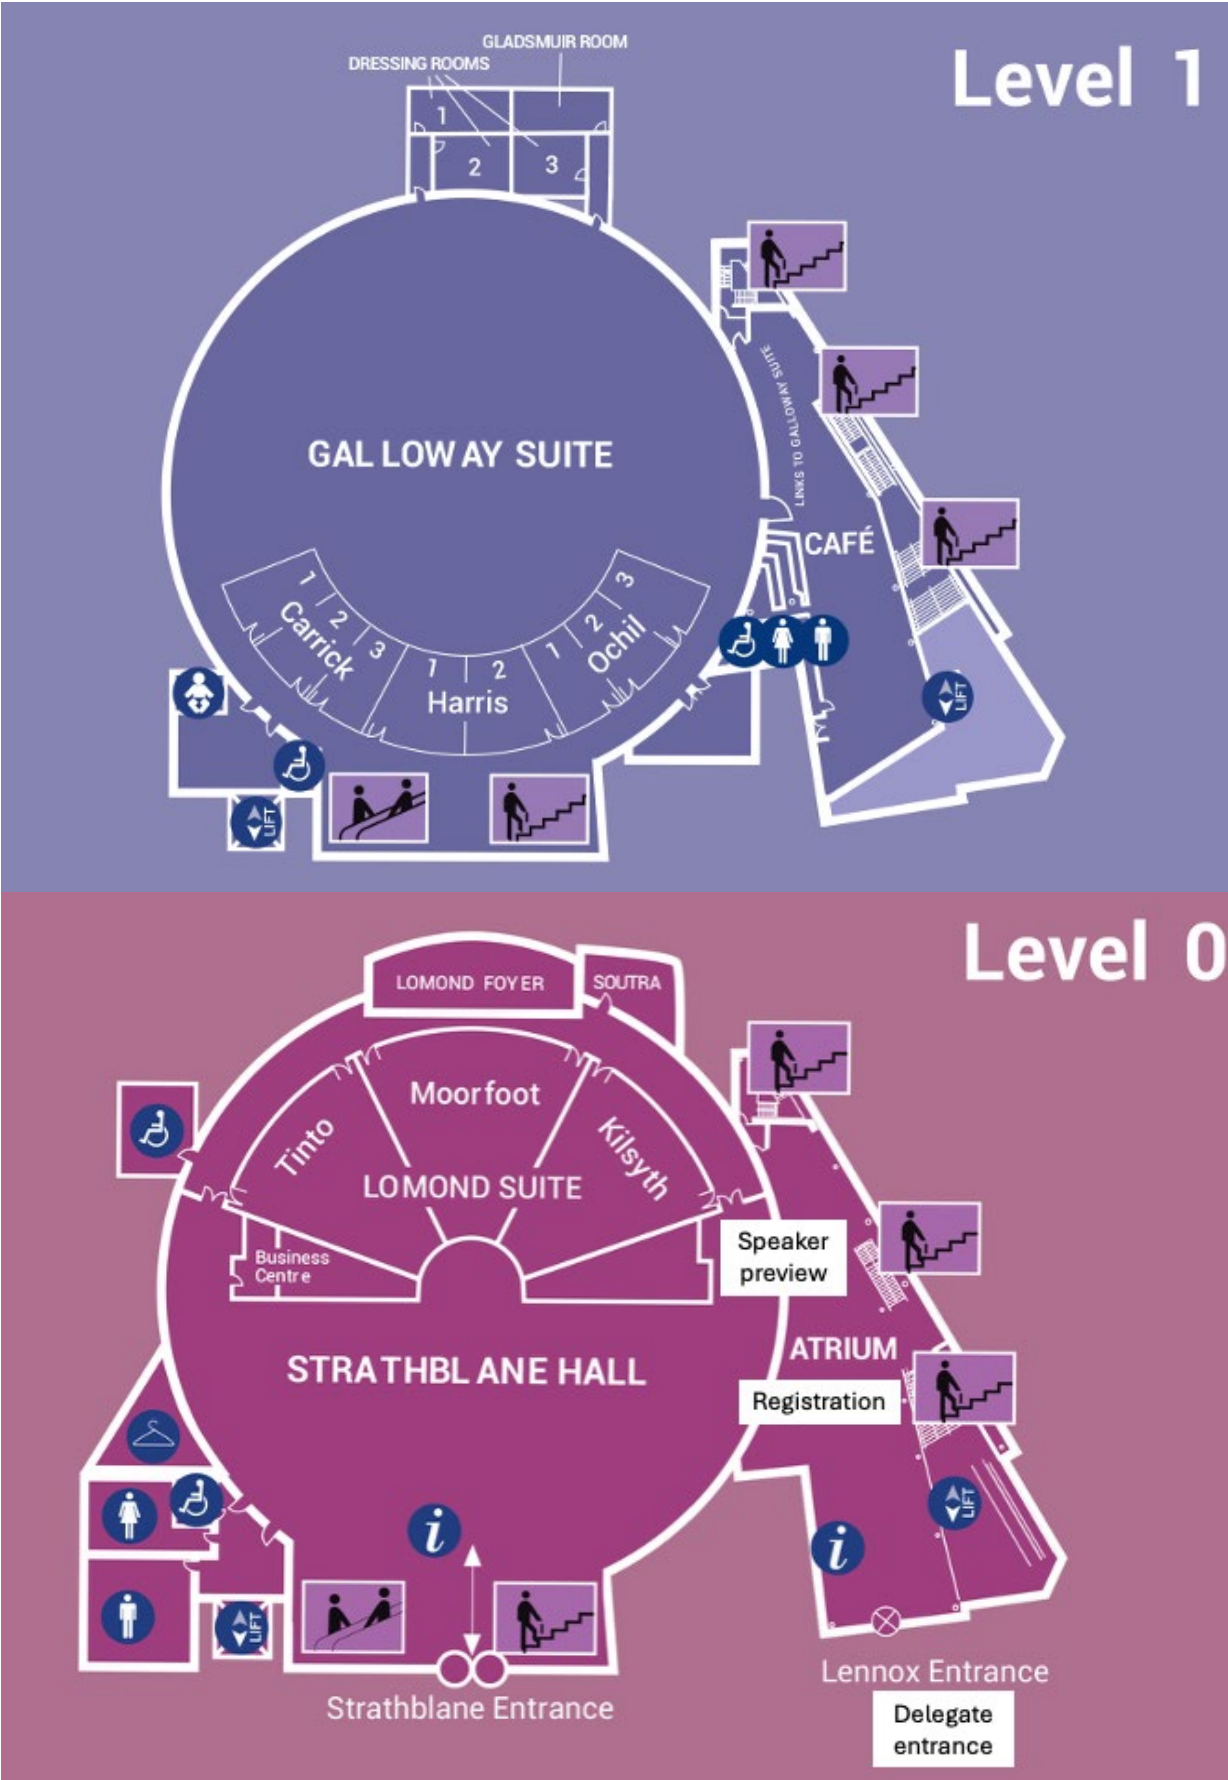 Level 1
GLADSMUIR ROOM
DRESSING ROOMS
1
2
3
GALLOWAY SUITE
LINKS TO GALLOWAY SUITE
CAFÉ
1
2
3
Carrick
1
2
Harris
1
2
3
Ochil
LIFT
LIFT
Level 0
LOMOND FOYER
SOUTRA
Moorfoot
Tinto
Kilsyth
LOMOND SUITE
Business
Centre
Speaker
preview
STRATHBLANE HALL
ATRIUM
Registration
i
i
LIFT
LIFT
Strathblane Entrance
Lennox Entrance
Delegate
entrance